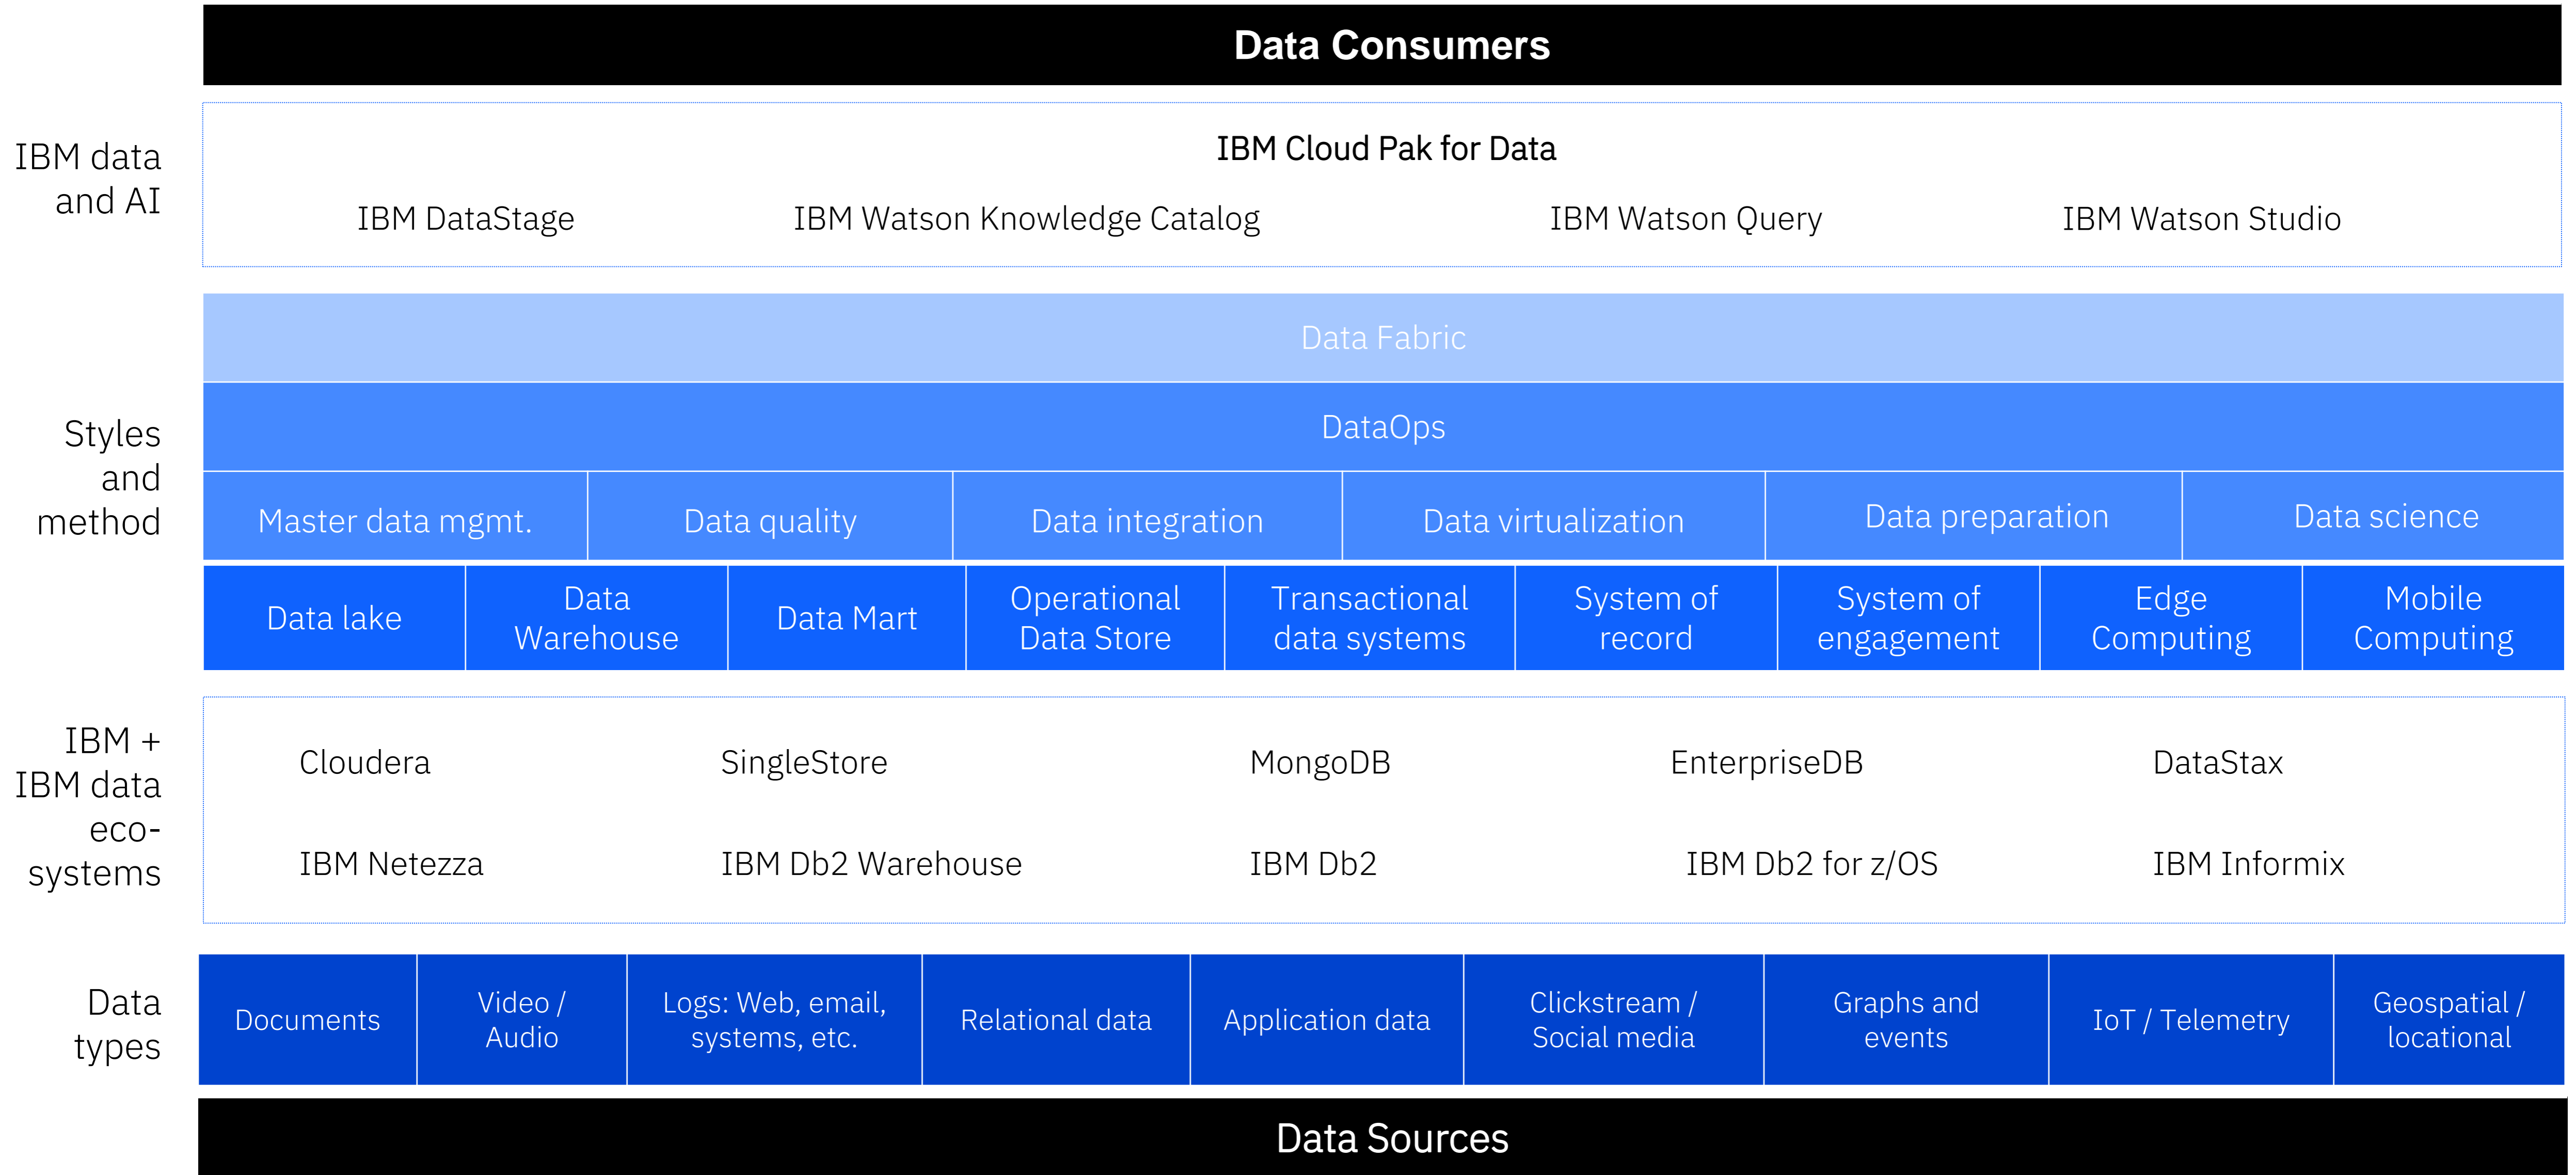 Data Consumers
IBM data
and AI
IBM Cloud Pak for Data
IBM DataStage
IBM Watson Knowledge Catalog
IBM Watson Query
IBM Watson Studio
Styles
and
method
Data Fabric
DataOps
Master data mgmt.
Data quality
Data integration
Data virtualization
Data preparation
Data science
Data lake
Data
Warehouse
Data Mart
Operational
Data Store
Transactional
data systems
System of
record
System of
engagement
Edge
Computing
Mobile
Computing
IBM +
IBM data
eco-
systems
Cloudera
SingleStore
MongoDB
EnterpriseDB
DataStax
IBM Netezza
IBM Db2 Warehouse
IBM Db2
IBM Db2 for z/OS
IBM Informix
Data
types
Documents
Video /
Audio
Logs: Web, email,
systems, etc.
Relational data
Application data
Clickstream /
Social media
Graphs and
events
IoT / Telemetry
Geospatial /
locational
Data Sources